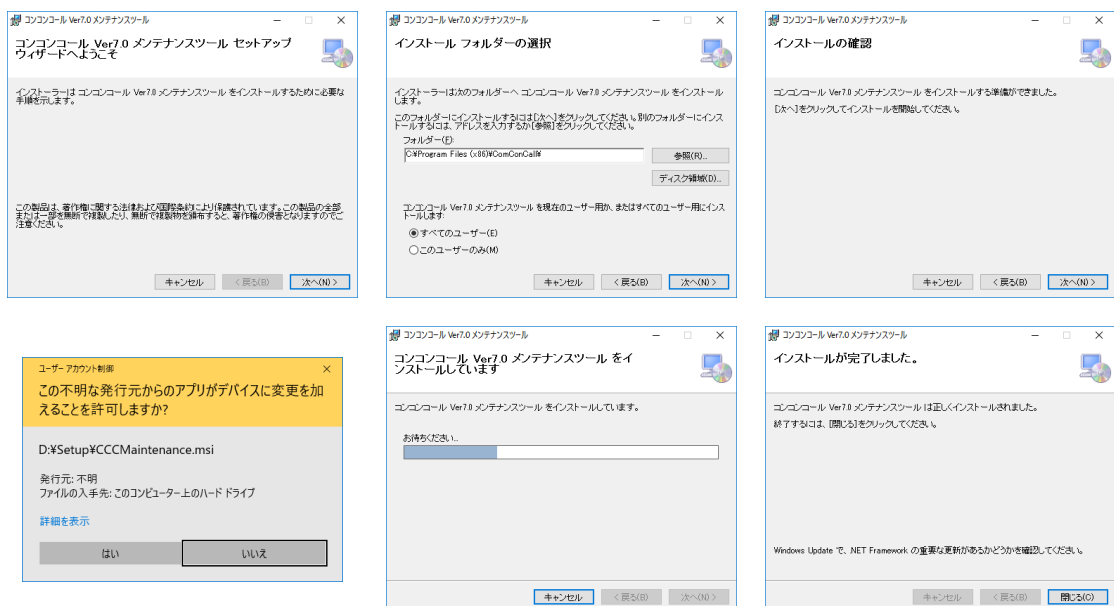 コンコンコール Ver7.0 メンテナンスツール
コンコンコール Ver7.0 メンテナンスツール セットアップ
ウィザードへようこそ
インストーラーは コンコンコール Ver7.0 メンテナンスツール をインストールするために必要な
手順を示します。
この製品は、著作権に関する法律および国際条約により保護されています。この製品の全部
または一部を無断で複製したり、無断で複製物を頒布すると、著作権の侵害となりますのでご
注意ください。
キャンセル
< 戻る(B)
次へ(N) >
コンコンコール Ver7.0 メンテナンスツール
インストール フォルダーの選択
インストーラーは次のフォルダーへ コンコンコール Ver7.0 メンテナンスツール をインストール
します。
このフォルダーにインストールするには[次へ]をクリックしてください。別のフォルダーにインス
トールするには、アドレスを入力するか[参照]をクリックしてください。
フォルダー(F):
C:¥Program Files (x86)¥ComConCall¥
参照(R)...
ディスク領域(D)...
コンコンコール Ver7.0 メンテナンスツール を現在のユーザー用か、またはすべてのユーザー用にインス
トールします:
すべてのユーザー(E)
このユーザーのみ(M)
キャンセル
< 戻る(B)
次へ(N) >
コンコンコール Ver7.0 メンテナンスツール
インストールの確認
コンコンコール Ver7.0 メンテナンスツール をインストールする準備ができました。
[次へ]をクリックしてインストールを開始してください。
キャンセル
< 戻る(B)
次へ(N) >
ユーザー アカウント制御
この不明な発行元からのアプリがデバイスに変更を加
えることを許可しますか?
D:¥Setup¥CCCMaintenance.msi
発行元: 不明
ファイルの入手先: このコンピューター上のハード ドライブ
詳細を表示
はい
いいえ
コンコンコール Ver7.0 メンテナンスツール
コンコンコール Ver7.0 メンテナンスツール をイ
ンストールしています
コンコンコール Ver7.0 メンテナンスツール をインストールしています。
お待ちください...
キャンセル
< 戻る(B)
次へ(N) >
コンコンコール Ver7.0 メンテナンスツール
インストールが完了しました。
コンコンコール Ver7.0 メンテナンスツール は正しくインストールされました。
終了するには、[閉じる]をクリックしてください。
Windows Update で、.NET Framework の重要な更新があるかどうかを確認してください。
キャンセル
< 戻る(B)
閉じる(C)